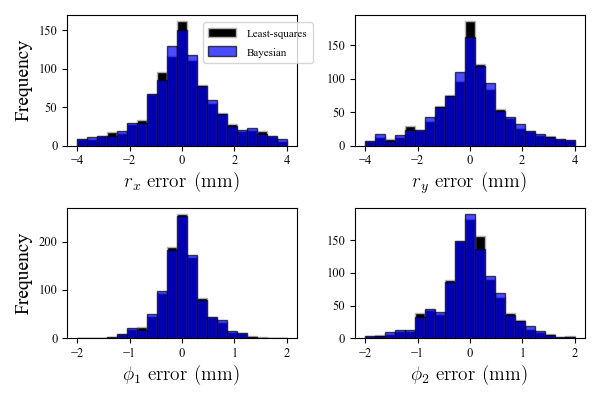 Frequency
150
100
50
0
−4 −2 0 2 4
r_x error (mm)
Least-squares
Bayesian
150
100
50
0
−4 −2 0 2 4
r_y error (mm)
Frequency
200
100
0
−2 −1 0 1 2
ϕ_1 error (mm)
150
100
50
0
−2 −1 0 1 2
ϕ_2 error (mm)